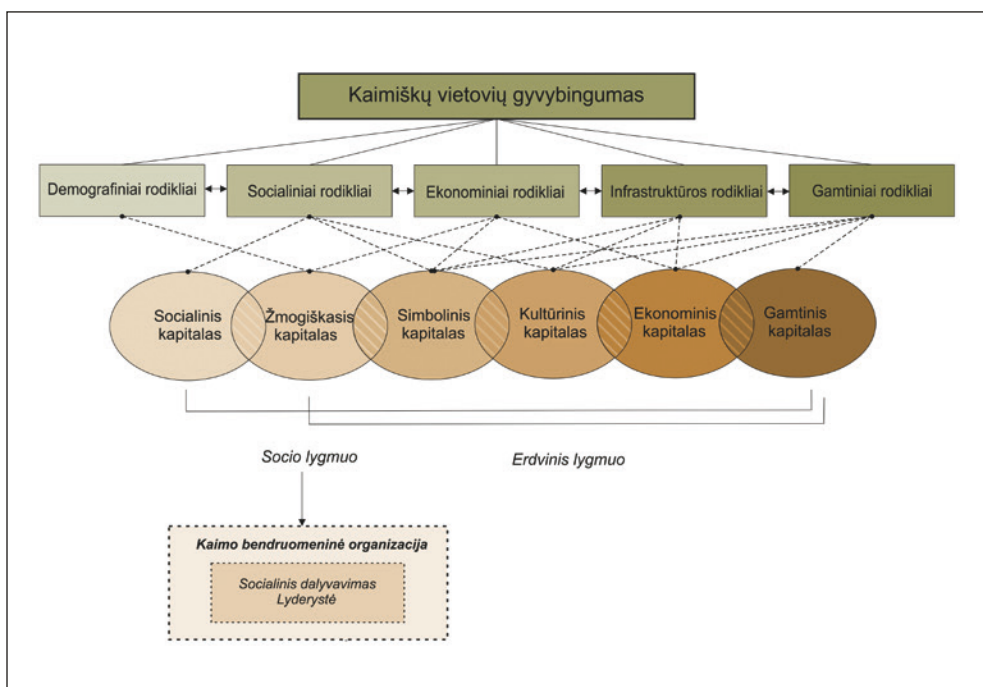 Kaimiškų vietovių gyvybingumas
Demografiniai rodikliai
Socialiniai rodikliai
Ekonominiai rodikliai
Infrastruktūros rodikliai
Gamtiniai rodikliai
Socialinis
kapitalas
Žmogiškasis
kapitalas
Simbolinis
kapitalas
Kultūrinis
kapitalas
Ekonominis
kapitalas
Gamtinis
kapitalas
Socio lygmuo
Erdvinis lygmuo
Kaimo bendruomeninė organizacija
Socialinis dalyvavimas
Lyderystė